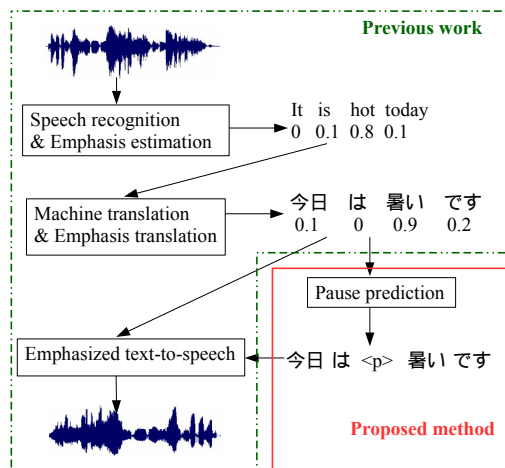 Previous work
Speech recognition
& Emphasis estimation
It is hot today
0 0.1 0.8 0.1
Machine translation
& Emphasis translation
今日 は 暑い です
0.1 0 0.9 0.2
Pause prediction
Emphasized text-to-speech
今日 は <p> 暑い です
Proposed method